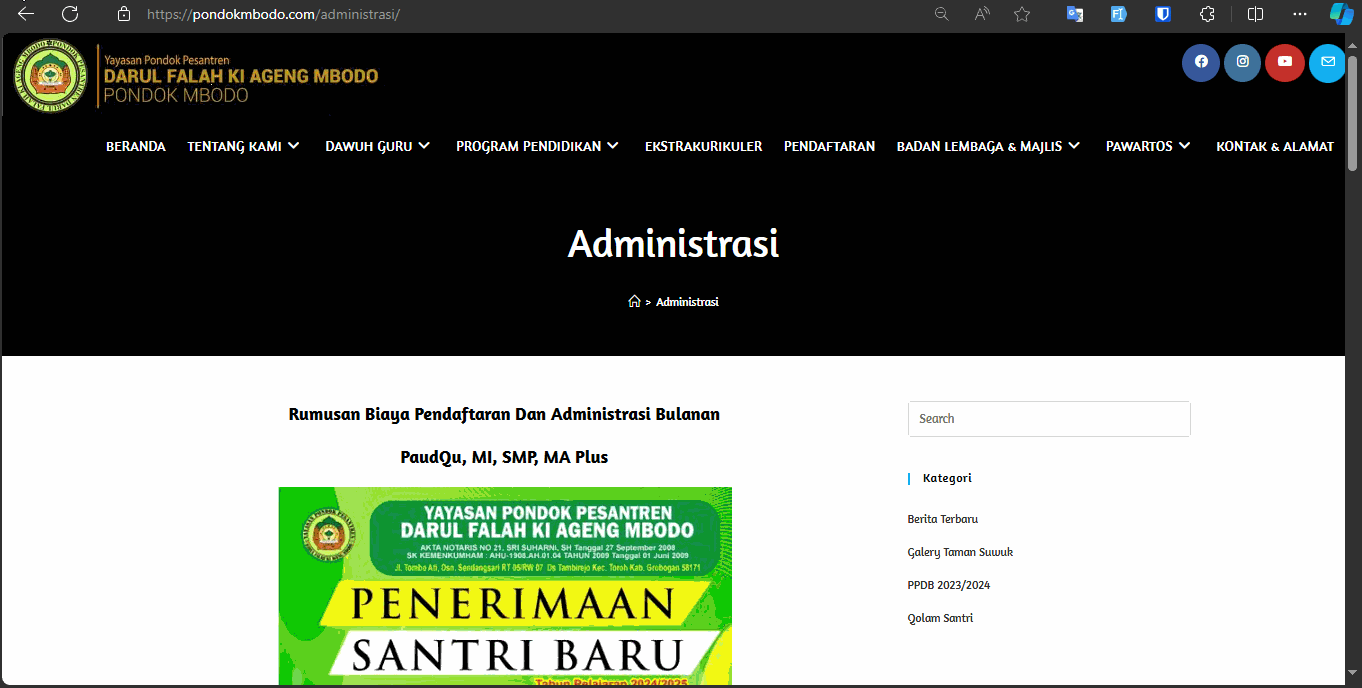 https://pondokmbodo.com/administrasi/
Yayasan Pondok Pesantren
DARUL FALAH KI AGENG MBODO
PONDOK MBODO
BERANDA TENTANG KAMI DAWUH GURU PROGRAM PENDIDIKAN EKSTRAKURIKULER PENDAFTARAN BADAN LEMBAGA & MAJLIS PAWARTOS KONTAK & ALAMAT
Administrasi
> Administrasi
Rumusan Biaya Pendaftaran Dan Administrasi Bulanan
PaudQu, MI, SMP, MA Plus
YAYASAN PONDOK PESANTREN
DARUL FALAH KI AGENG MBODO
AKTA NOTARIS NO 21, SRI SUHARNI, SH Tanggal 27 September 2008
SK KEMENKUMHAM : AHU-1908.AH.01.04 TAHUN 2009 Tanggal 01 Juni 2009
Jl. Tombo Ati, Dsn. Sendangsari RT 05/RW 07 Ds Tambirejo Kec. Toroh Kab. Grobogan 58171
PENERIMAAN
SANTRI BARU
Tahun Pelajaran 2024/2025
Search
Kategori
Berita Terbaru
Galery Taman Suwuk
PPDB 2023/2024
Qolam Santri